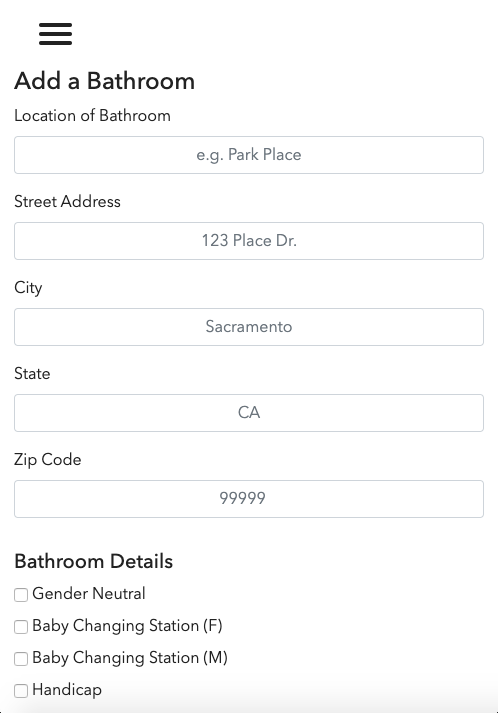 Add a Bathroom
Location of Bathroom
e.g. Park Place
Street Address
123 Place Dr.
City
Sacramento
State
CA
Zip Code
99999
Bathroom Details
Gender Neutral
Baby Changing Station (F)
Baby Changing Station (M)
Handicap